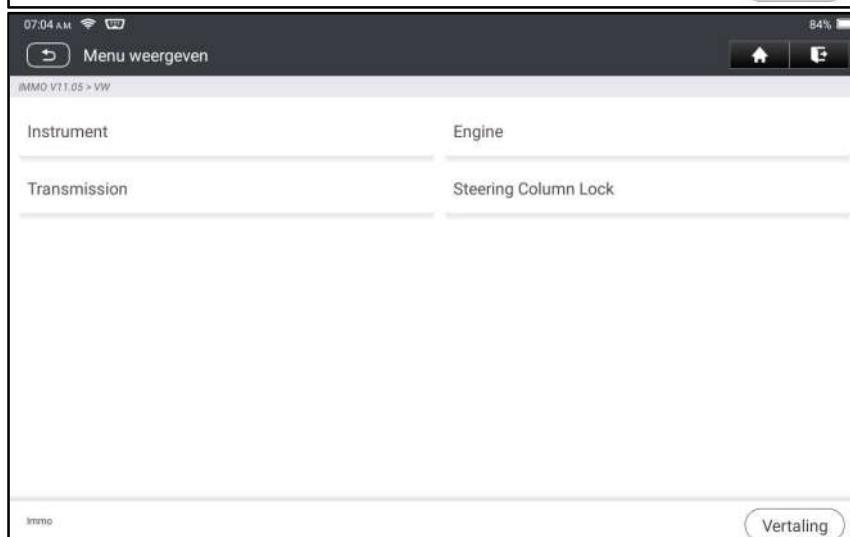 07:04 AM
84%
Menu weergeven
IMMO V11.05 > VW
Instrument
Engine
Transmission
Steering Column Lock
Immo
Vertaling